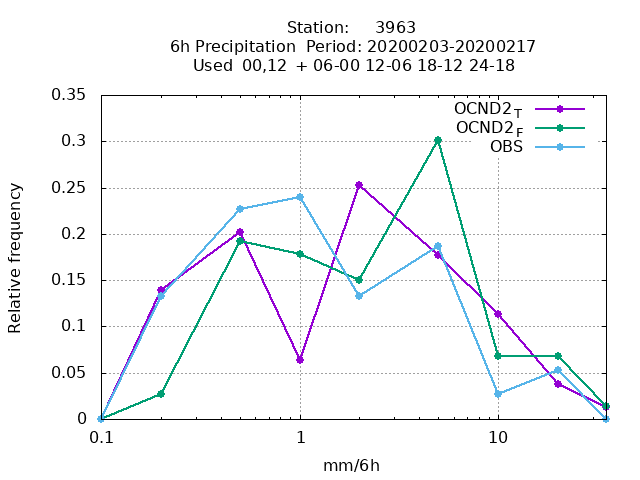 Station: 3963
6h Precipitation Period: 20200203-20200217
Used 00,12 + 06-00 12-06 18-12 24-18
OCND2T
OCND2F
OBS
0.35
0.3
0.25
0.2
0.15
0.1
0.05
0
Relative frequency
0.1 1 10
mm/6h